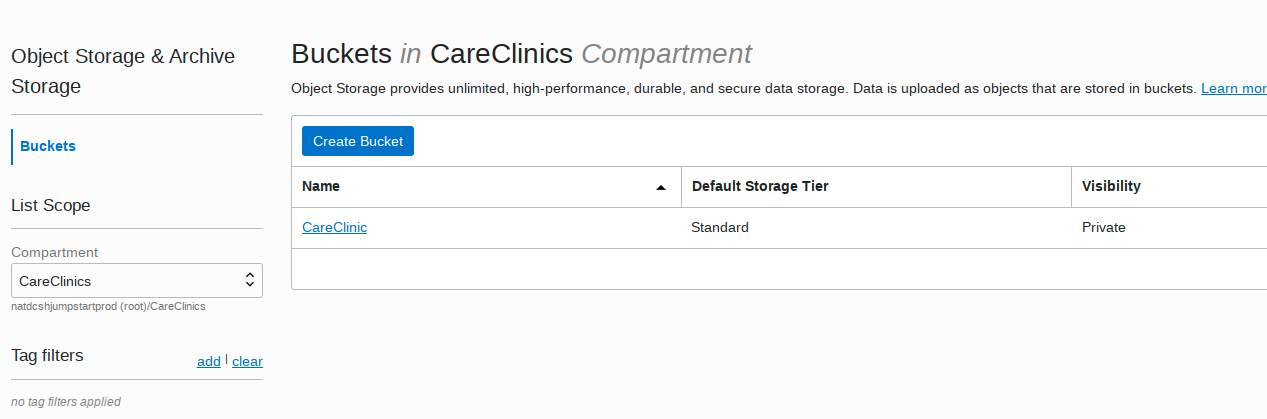 Object Storage & Archive
Storage
Buckets
List Scope
Compartment
CareClinics
natdcshjumpstartprod (root)/CareClinics
Tag filters
add | clear
no tag filters applied
Buckets in CareClinics Compartment
Object Storage provides unlimited, high-performance, durable, and secure data storage. Data is uploaded as objects that are stored in buckets. Learn mor
Create Bucket
Name Default Storage Tier Visibility
CareClinic Standard Private